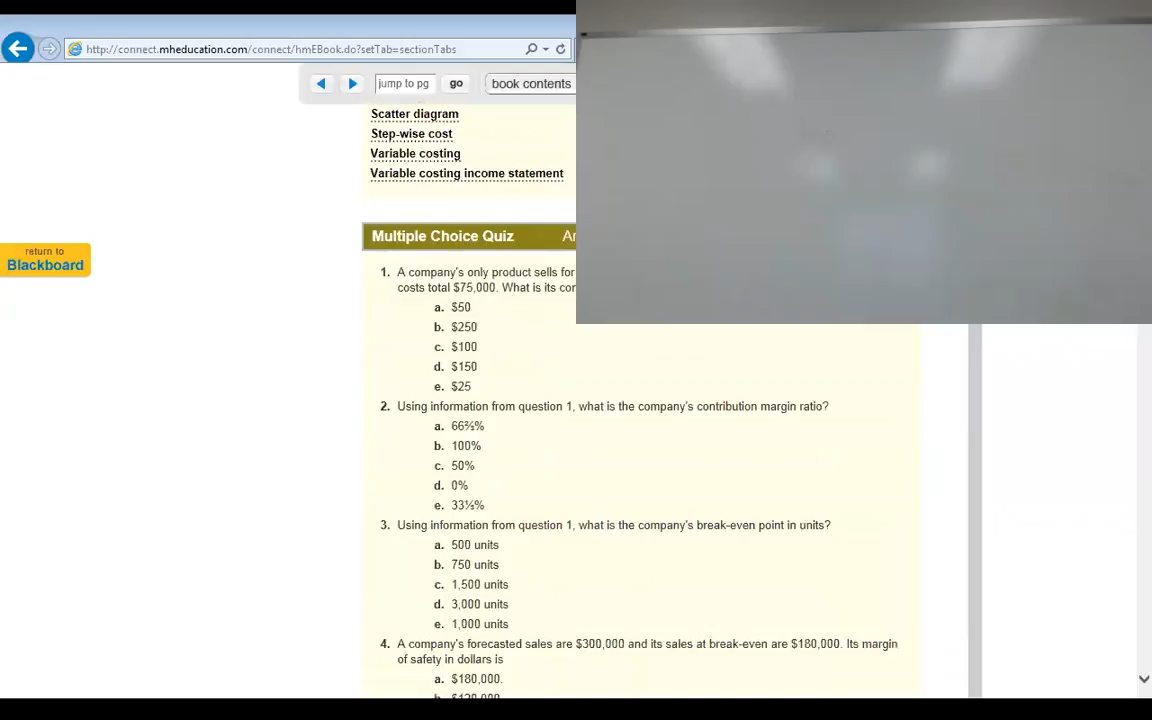 http://connect.mheducation.com/connect/hmEBook.do?setTab=sectionTabs
jump to pg go book contents
Scatter diagram
Step-wise cost
Variable costing
Variable costing income statement
return to
Blackboard
Multiple Choice Quiz
1. A company's only product sells for
costs total $75,000. What is its
a. $50
b. $250
c. $100
d. $150
e. $25
2. Using information from question 1, what is the company's contribution margin ratio?
a. 66⅔%
b. 100%
c. 50%
d. 0%
e. 33⅓%
3. Using information from question 1, what is the company's break-even point in units?
a. 500 units
b. 750 units
c. 1,500 units
d. 3,000 units
e. 1,000 units
4. A company's forecasted sales are $300,000 and its sales at break-even are $180,000. Its margin
of safety in dollars is
a. $180,000.